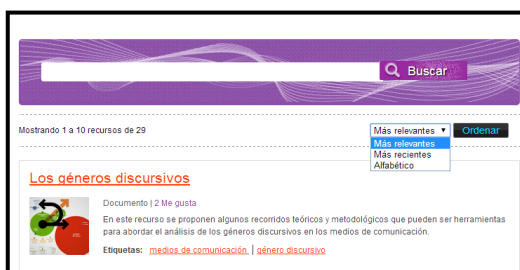 Buscar
Mostrando 1 a 10 recursos de 29
Más relevantes
Ordenar
Más relevantes
Más recientes
Alfabético
Los géneros discursivos
Documento | 2 Me gusta
En este recurso se proponen algunos recorridos teóricos y metodológicos que pueden ser herramientas
para abordar el análisis de los géneros discursivos en los medios de comunicación.
Etiquetas: medios de comunicación | género discursivo